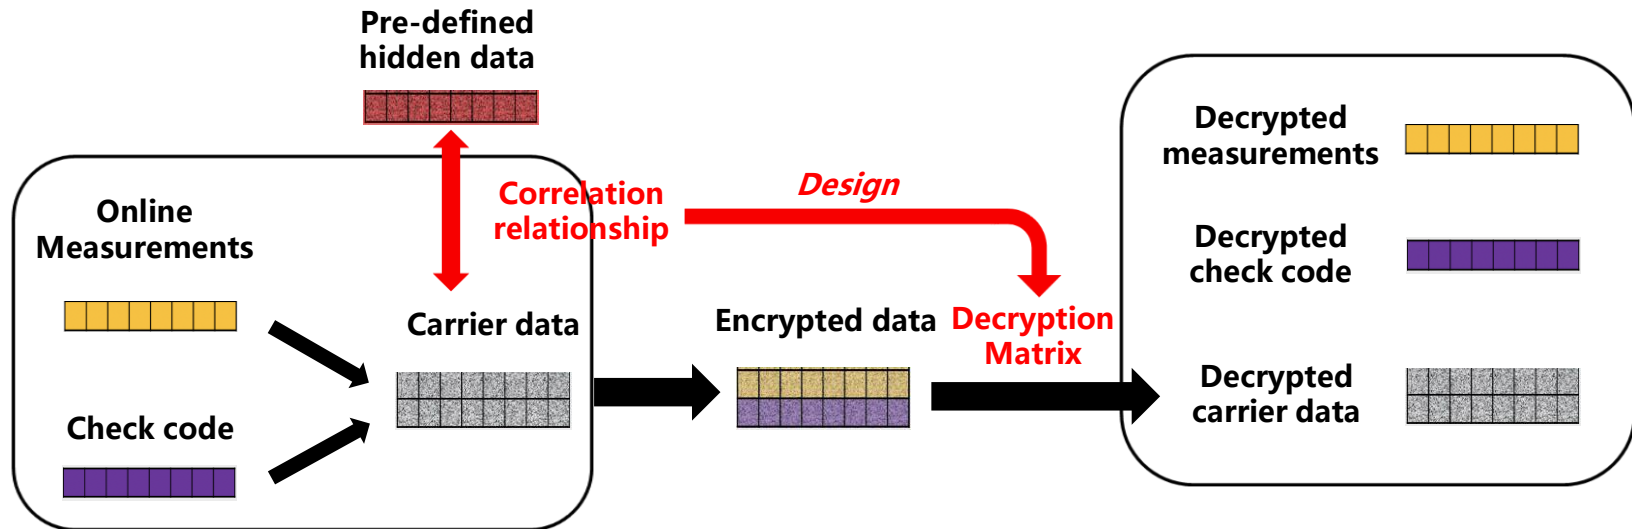 Pre-defined
hidden data
Online
Measurements
Check code
Carrier data
Correlation
relationship
Design
Encrypted data
Decryption
Matrix
Decrypted
measurements
Decrypted
check code
Decrypted
carrier data